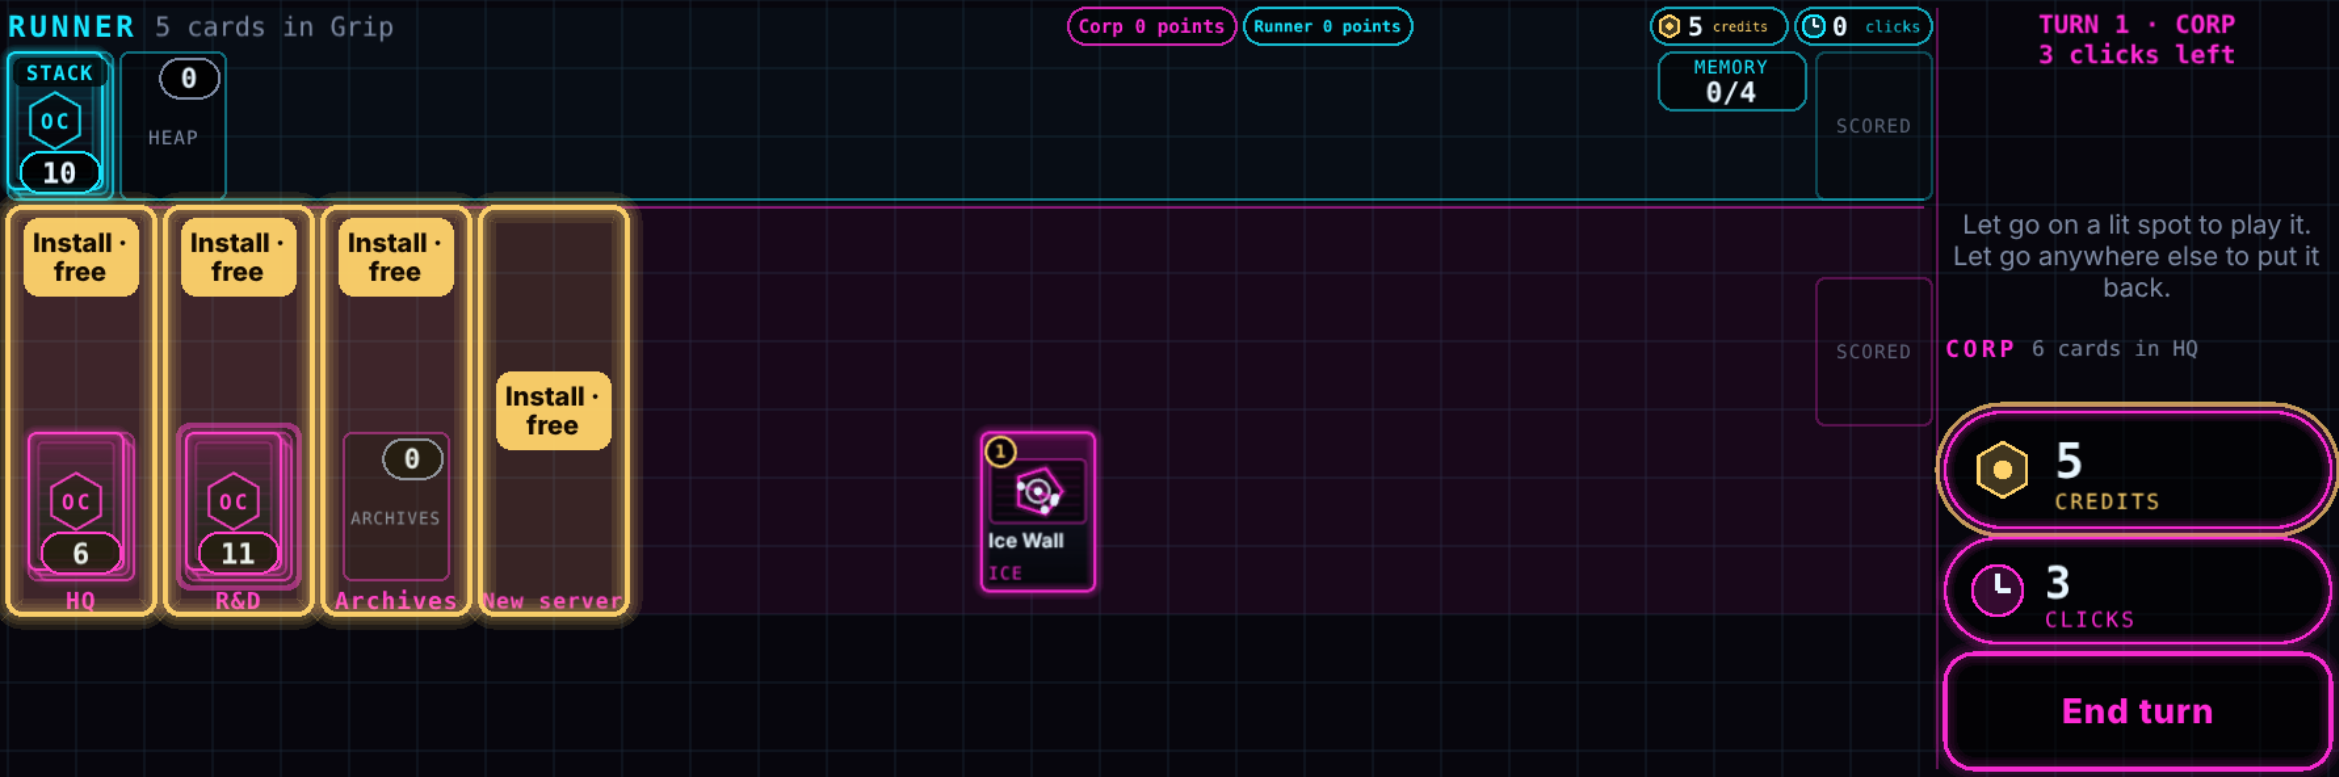 RUNNER 5 cards in Grip
Corp 0 points
Runner 0 points
5 credits
0 clicks
TURN 1 · CORP
3 clicks left
STACK
OC
10
0
HEAP
MEMORY
0/4
SCORED
Install · free
Install · free
Install · free
Install · free
Let go on a lit spot to play it.
Let go anywhere else to put it
back.
SCORED
CORP 6 cards in HQ
OC
6
HQ
OC
11
R&D
0
ARCHIVES
Archives
New server
1
Ice Wall
ICE
5
CREDITS
3
CLICKS
End turn